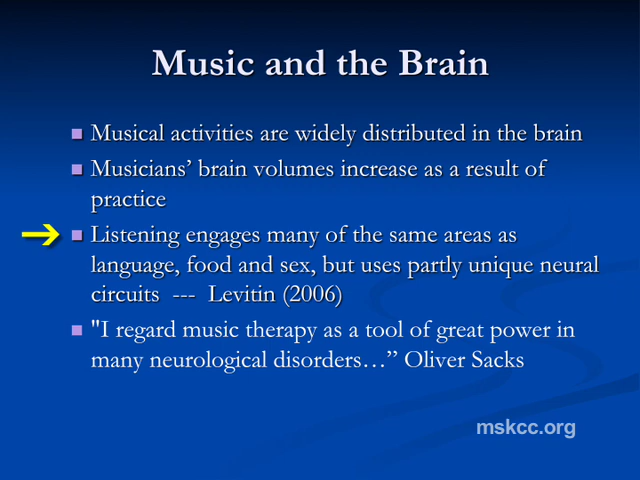 Music and the Brain
Musical activities are widely distributed in the brain
Musicians’ brain volumes increase as a result of
practice
Listening engages many of the same areas as
language, food and sex, but uses partly unique neural
circuits --- Levitin (2006)
"I regard music therapy as a tool of great power in
many neurological disorders…” Oliver Sacks
mskcc.org